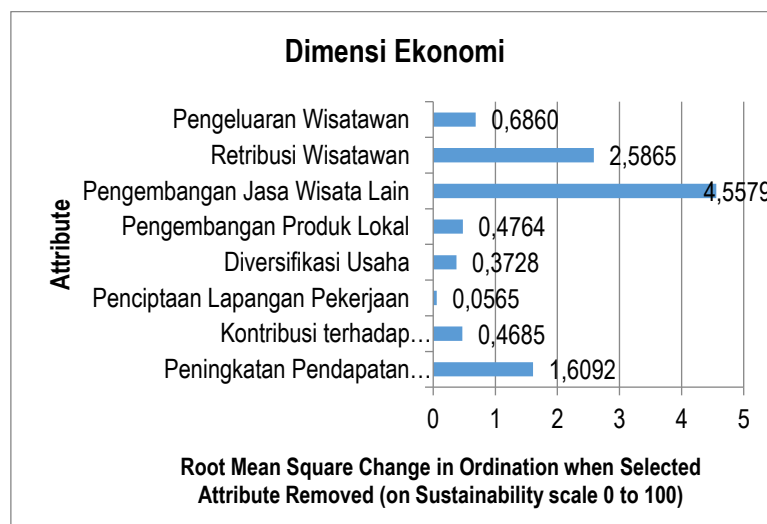 Dimensi Ekonomi
Attribute
Pengeluaran Wisatawan 0,6860
Retribusi Wisatawan 2,5865
Pengembangan Jasa Wisata Lain 4,5579
Pengembangan Produk Lokal 0,4764
Diversifikasi Usaha 0,3728
Penciptaan Lapangan Pekerjaan 0,0565
Kontribusi terhadap… 0,4685
Peningkatan Pendapatan… 1,6092
0 1 2 3 4 5
Root Mean Square Change in Ordination when Selected
Attribute Removed (on Sustainability scale 0 to 100)